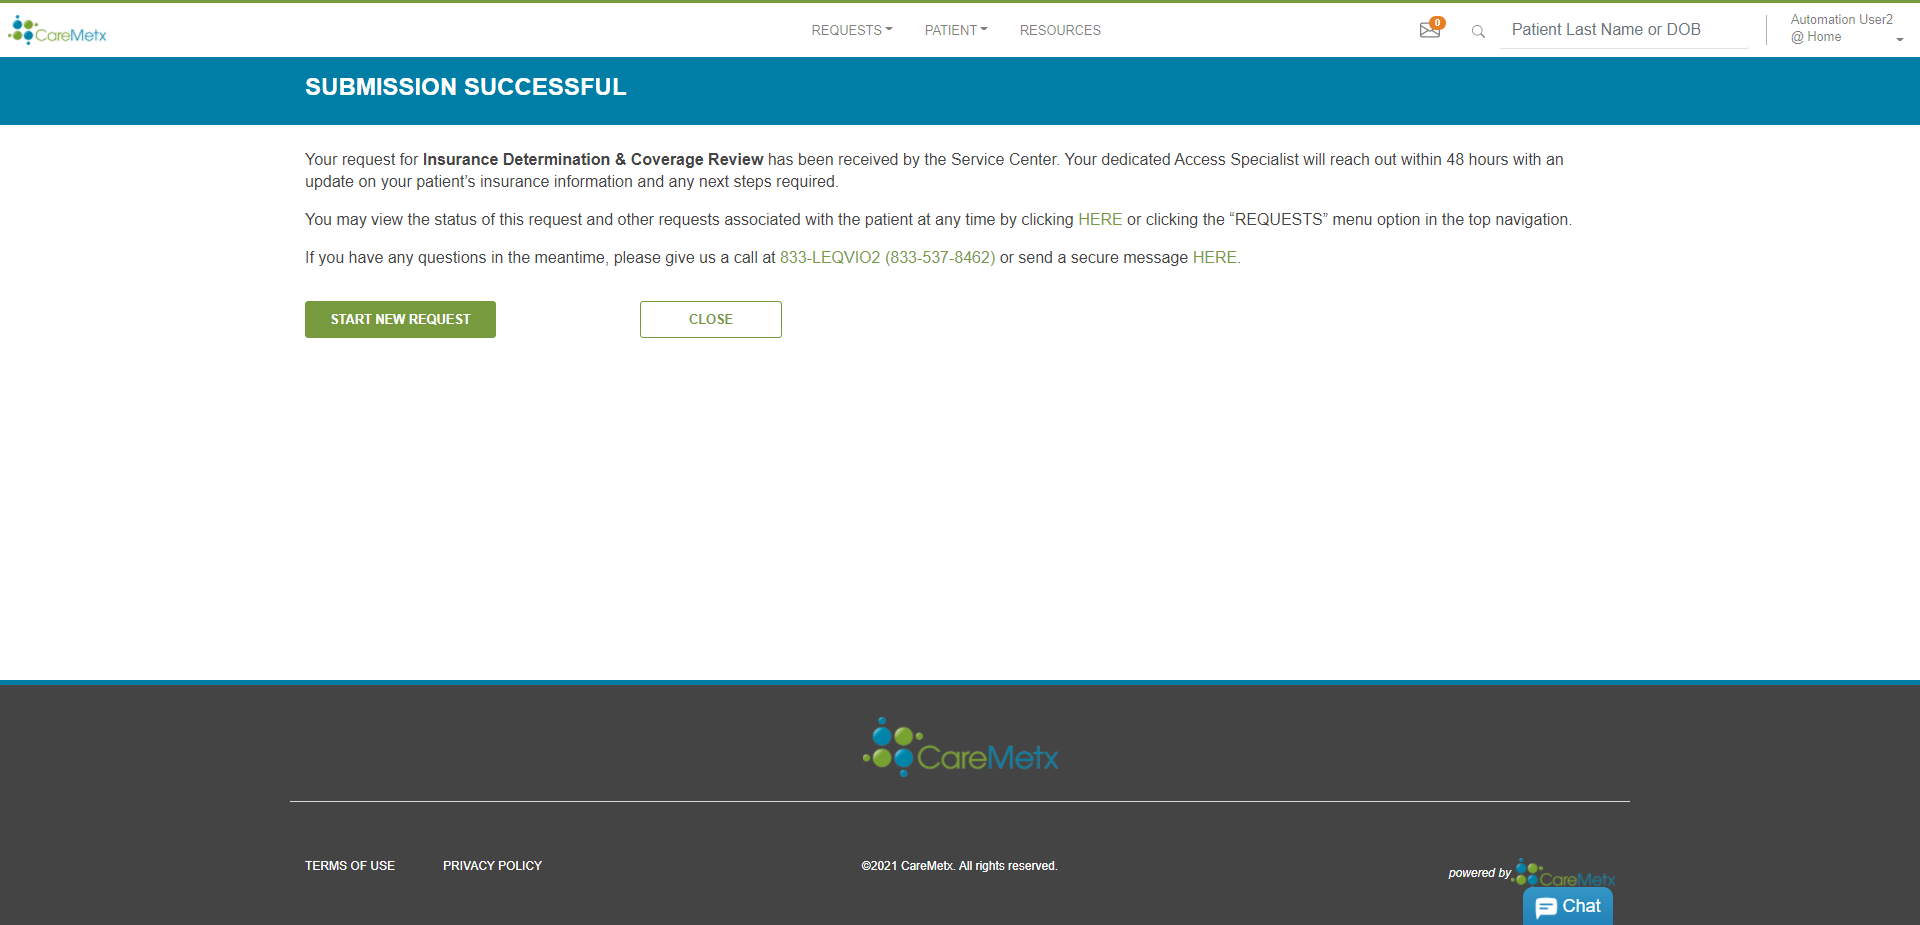 CareMetx
REQUESTS
PATIENT
RESOURCES
0
Patient Last Name or DOB
Automation User2
@ Home
SUBMISSION SUCCESSFUL
Your request for Insurance Determination & Coverage Review has been received by the Service Center. Your dedicated Access Specialist will reach out within 48 hours with an
update on your patient’s insurance information and any next steps required.
You may view the status of this request and other requests associated with the patient at any time by clicking HERE or clicking the “REQUESTS” menu option in the top navigation.
If you have any questions in the meantime, please give us a call at 833-LEQVIO2 (833-537-8462) or send a secure message HERE.
START NEW REQUEST
CLOSE
CareMetx
TERMS OF USE
PRIVACY POLICY
©2021 CareMetx. All rights reserved.
powered by CareMetx
Chat